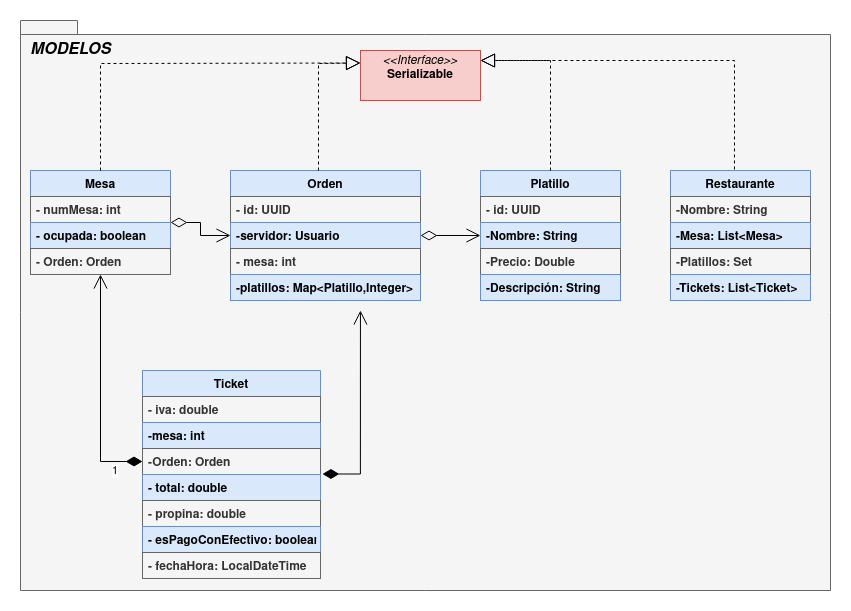 MODELOS
<<Interface>>
Serializable
Mesa
- numMesa: int
- ocupada: boolean
- Orden: Orden
Orden
- id: UUID
-servidor: Usuario
- mesa: int
-platillos: Map<Platillo,Integer>
Platillo
- id: UUID
-Nombre: String
-Precio: Double
-Descripción: String
Restaurante
-Nombre: String
-Mesa: List<Mesa>
-Platillos: Set
-Tickets: List<Ticket>
Ticket
- iva: double
-mesa: int
-Orden: Orden
- total: double
- propina: double
- esPagoConEfectivo: boolean
- fechaHora: LocalDateTime
1